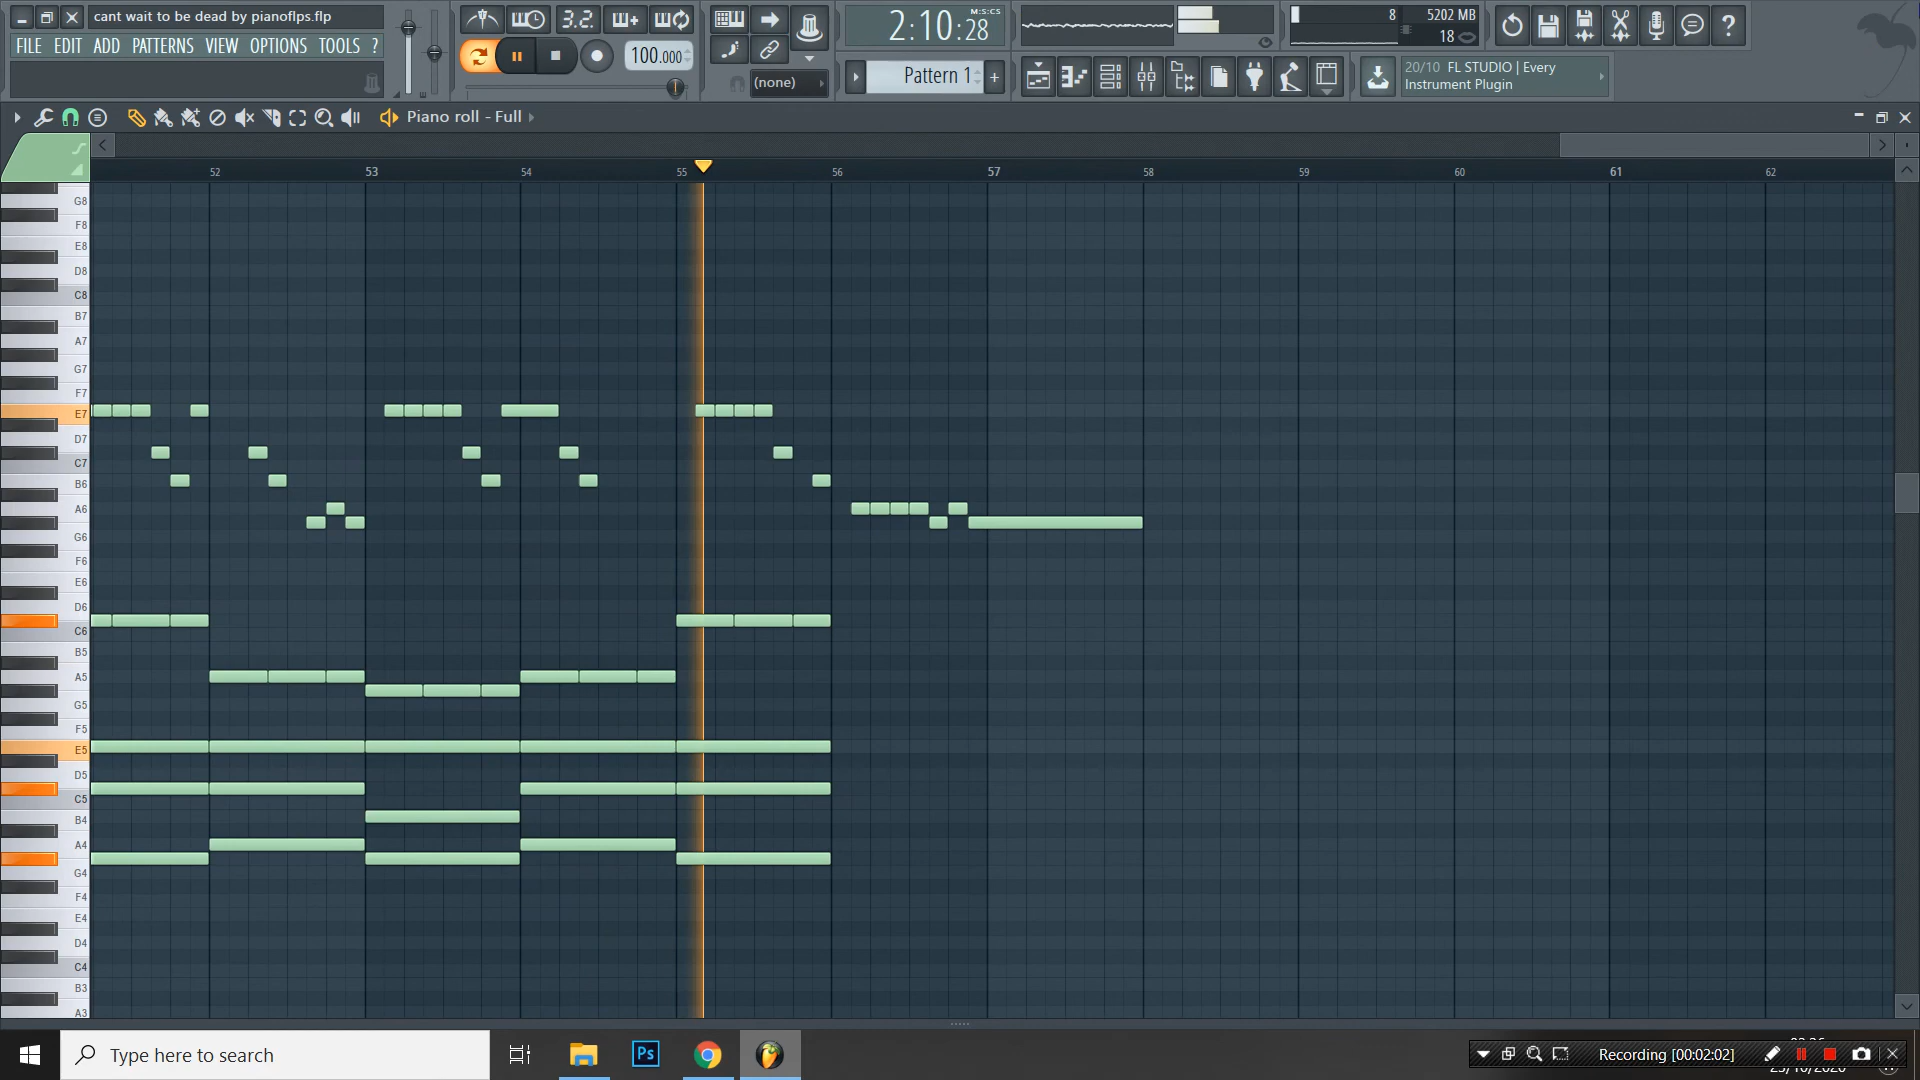 cant wait to be dead by pianoflps.flp
FILE EDIT ADD PATTERNS VIEW OPTIONS TOOLS ?
3.2.
100.000
(none)
2:10:28
M:S:CS
Pattern 1
8
5202 MB
18
20/10 FL STUDIO | Every
Instrument Plugin
Piano roll - Full
52 53 54 55 56 57 58 59 60 61 62
G8
F8
E8
D8
C8
B7
A7
G7
F7
E7
D7
C7
B6
A6
G6
F6
E6
D6
C6
B5
A5
G5
F5
E5
D5
C5
B4
A4
G4
F4
E4
D4
C4
B3
A3
Type here to search
Ps
Recording [00:02:02]